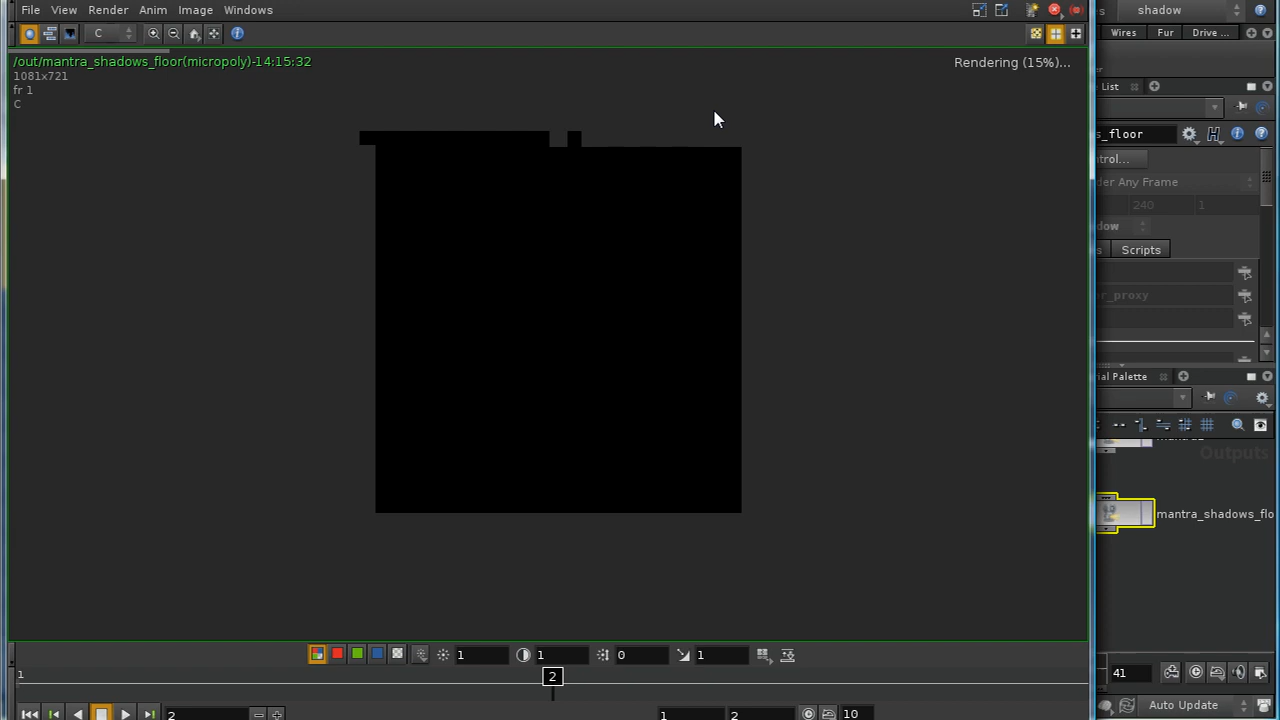 File View Render Anim Image Windows
shadow
C
Wires Fur Drive ...
/out/mantra_shadows_floor(micropoly)-14:15:32
Rendering (15%)...
1081x721
fr 1
C
e List
s_floor
ntrol...
der Any Frame
240 1
dow
s Scripts
or_proxy
rial Palette
Outputs
mantra_shadows_flo
1 1 0 1
1
2
41
Auto Update
2 1 2 10